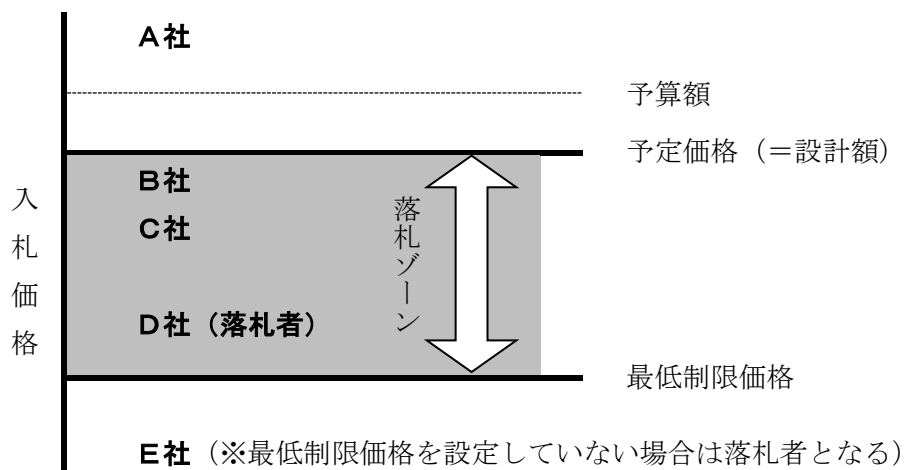 A社
予算額
予定価格（＝設計額）
B社
C社
D社（落札者）
落札ゾーン
入札価格
最低制限価格
E社（※最低制限価格を設定していない場合は落札者となる）